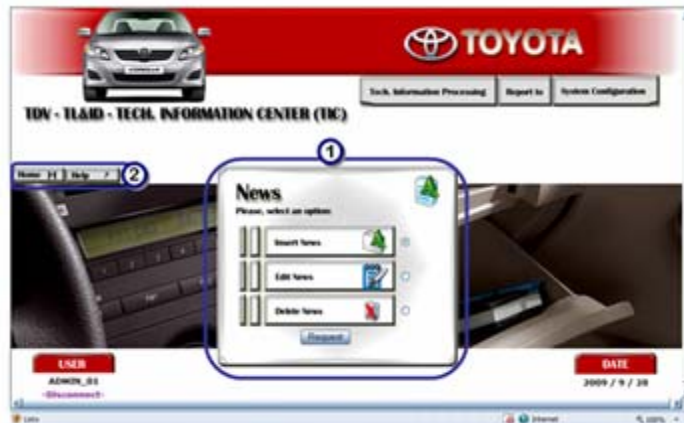 TOYOTA
Tech. Information Processing
Report to
System Configuration
TDV - TL&ID - TECH. INFORMATION CENTER (TIC)
1
Home
Help ?
2
News
Please, select an option
Insert News
Edit News
Delete News
Request
USER
ADMIN_01
-Disconnect-
DATE
2009 / 9 / 28
Listo
Internet
100%